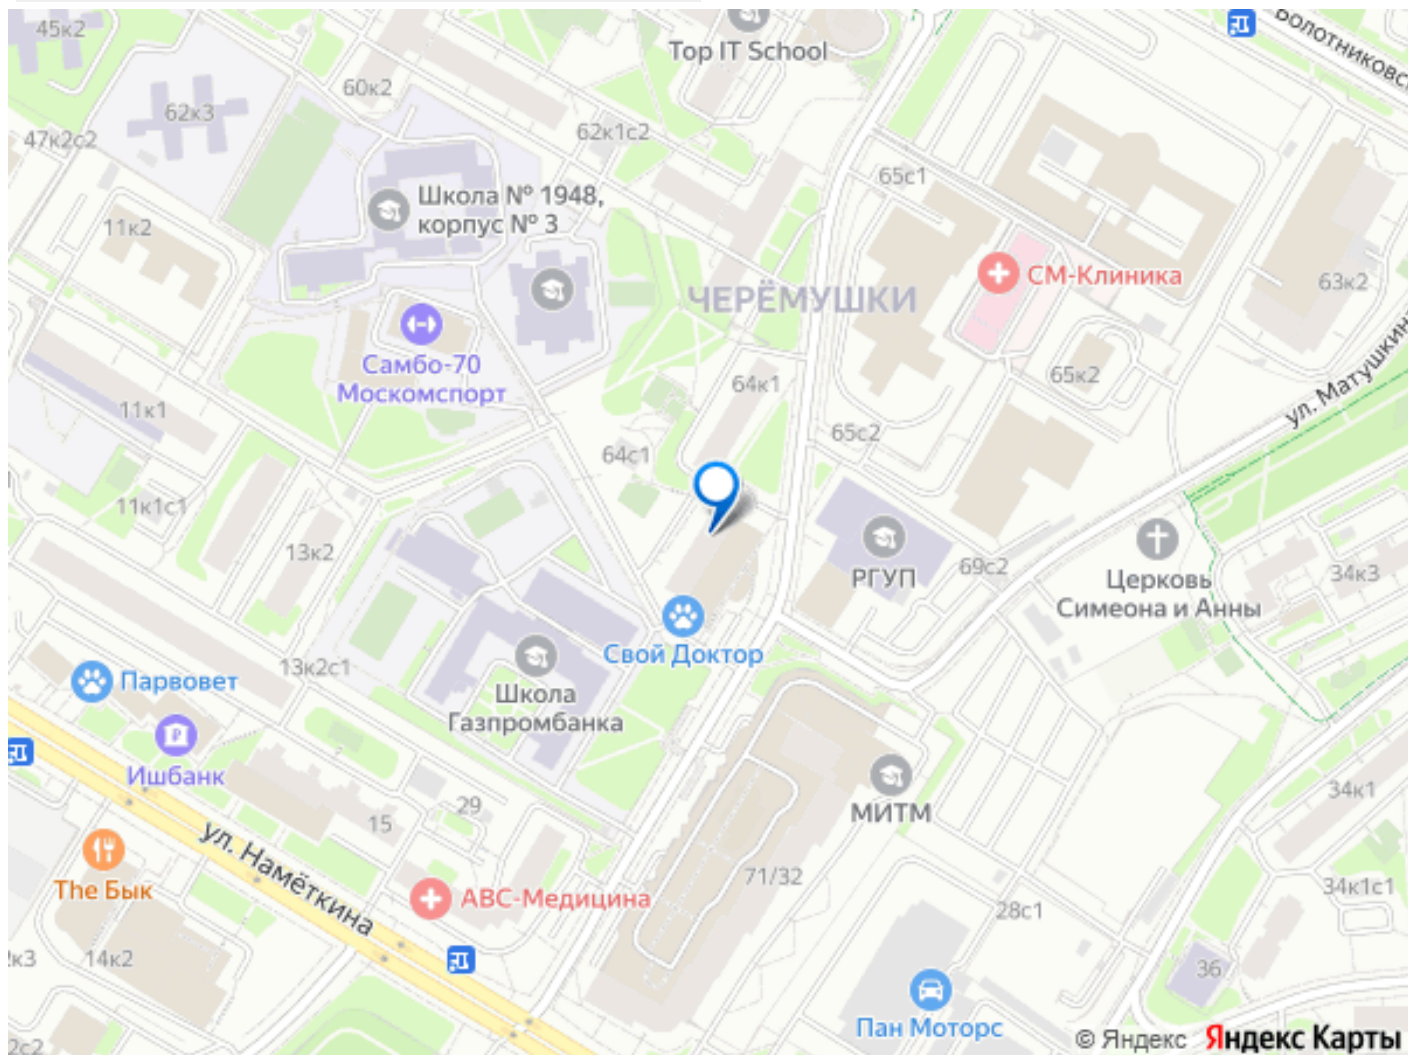 45к2
Top IT School
Болотниковс
60к2
62к3
62к1с2
47к2с2
65с1
Школа № 1948,
корпус № 3
11к2
СМ-Клиника
63к2
ЧЕРЁМУШКИ
Самбо-70
Москомспорт
64к1
65к2
ул. Матушкина
11к1
65с2
64с1
11к1с1
13к2
РГУП
69с2
Церковь
Симеона и Анны
34к3
Свой Доктор
13к2с1
Парвовет
Школа
Газпромбанка
Ишбанк
МИТМ
34к1
29
15
ул. Намёткина
71/32
The Бык
АВС-Медицина
34к1с1
28с1
к3
14к2
36
Пан Моторс
2с2
© Яндекс Яндекс Карты